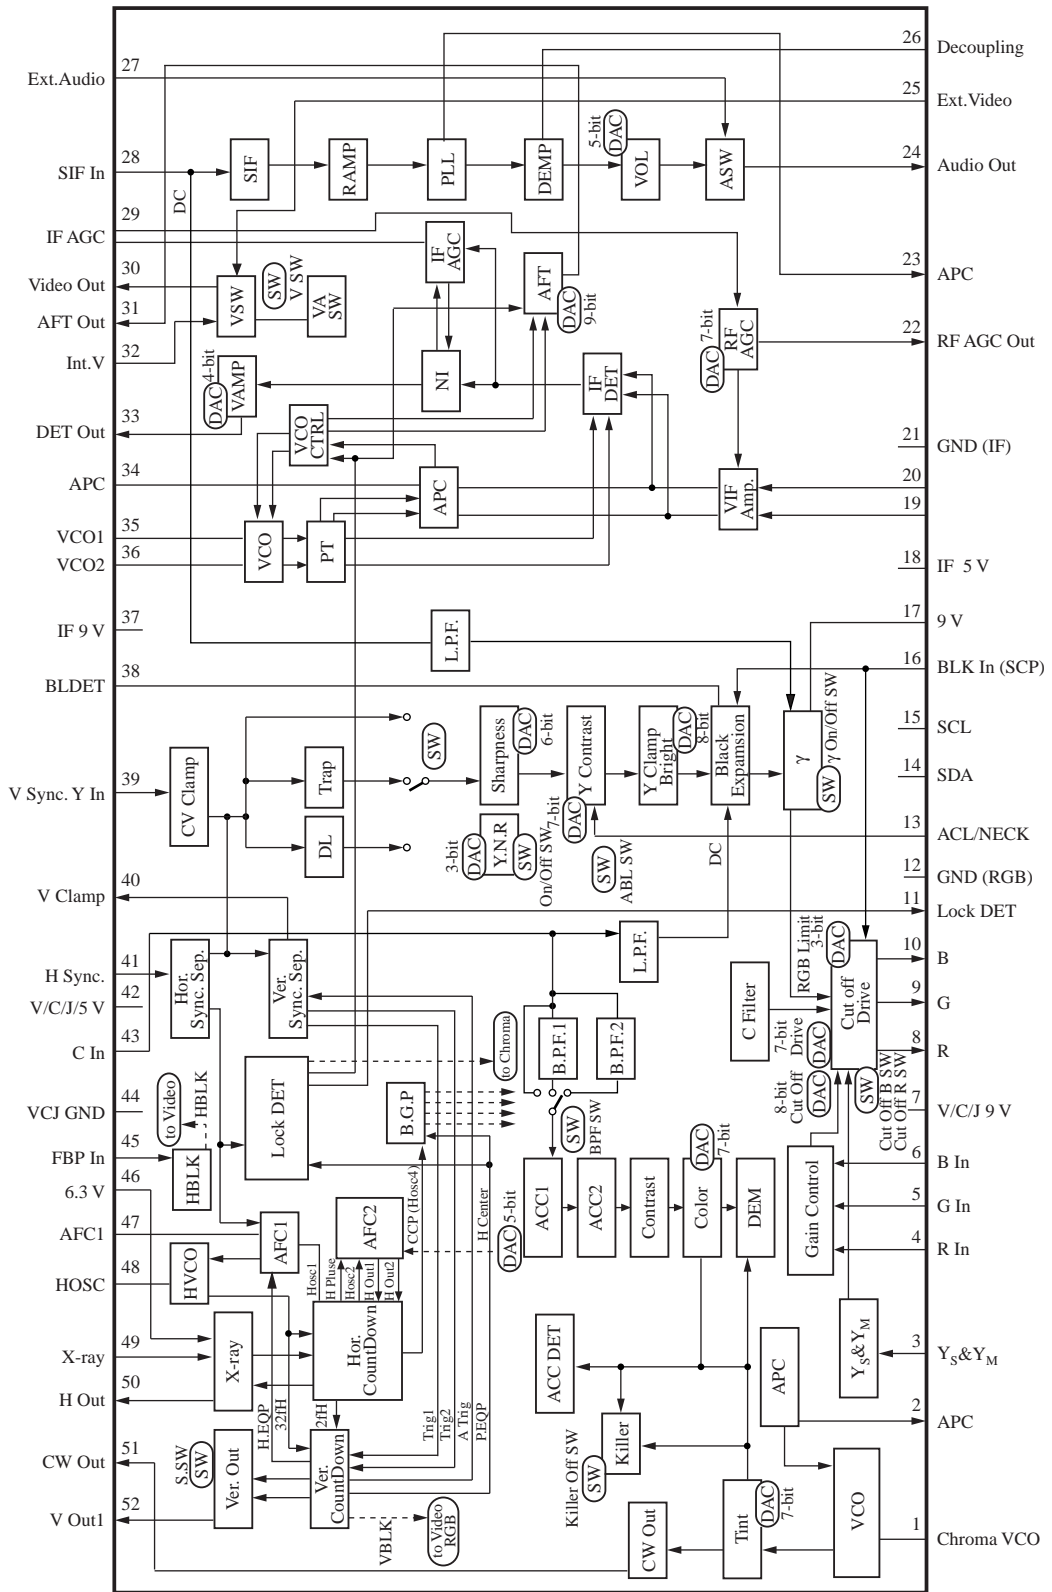 27
Ext.Audio
28
SIF In
29
IF AGC
30
Video Out
31
AFT Out
32
Int.V
33
DET Out
34
APC
35
VCO1
36
VCO2
37
IF 9 V
38
BLDET
39
V Sync. Y In
40
V Clamp
41
H Sync.
42
V/C/J/5 V
43
C In
44
VCJ GND
45
FBP In
46
6.3 V
47
AFC1
48
HOSC
49
X-ray
50
H Out
51
CW Out
52
V Out1
26
Decoupling
25
Ext.Video
24
Audio Out
23
APC
22
RF AGC Out
21
GND (IF)
20
19
18
IF 5 V
17
9 V
16
BLK In (SCP)
15
SCL
14
SDA
13
ACL/NECK
12
GND (RGB)
11
Lock DET
10
B
9
G
8
R
7
V/C/J 9 V
6
B In
5
G In
4
R In
3
YS&YM
2
APC
1
Chroma VCO
DC
SIF
RAMP
PLL
DEMP
5-bit
DAC
VOL
ASW
VSW
SW
V SW
VA
SW
IF
AGC
AFT
DAC
9-bit
7-bit
DAC
RF
AGC
4-bit
DAC
VAMP
NI
IF
DET
VCO
CTRL
APC
VIF
Amp.
VCO
PT
L.P.F.
CV Clamp
Trap
DL
SW
Sharpness
DAC
6-bit
3-bit
DAC
Y.N.R
SW
On/Off SW
7-bit
DAC
Y Contrast
SW
ABL SW
Y Clamp
Bright
DAC
8-bit
Black
Expansion
DC
γ
SW
γ On/Off SW
Hor.
Sync. Sep.
Ver.
Sync. Sep.
L.P.F.
C Filter
RGB Limit
3-bit
DAC
Cut off
Drive
7-bit
Drive
DAC
8-bit
Cut Off
DAC
SW
Cut Off B SW
Cut Off R SW
B.P.F.1
B.P.F.2
SW
BPF SW
to Chroma
to Video
HBLK
HBLK
Lock DET
B.G.P
AFC1
AFC2
HVCO
CCP (Hosc4)
H Center
DAC
5-bit
Hosc1
H Pluse
Hosc2
H Out1
H Out2
X-ray
Hor.
CountDown
ACC1
ACC2
Contrast
Color
DAC
7-bit
DEM
Gain Control
YS&YM
H.EQP
32fH
2fH
Trig1
Trig2
A Trig
P.EQP
S.SW
SW
Ver. Out
Ver.
CountDown
VBLK
to Video
RGB
ACC DET
Killer
Killer Off SW
SW
APC
CW Out
Tint
DAC
7-bit
VCO